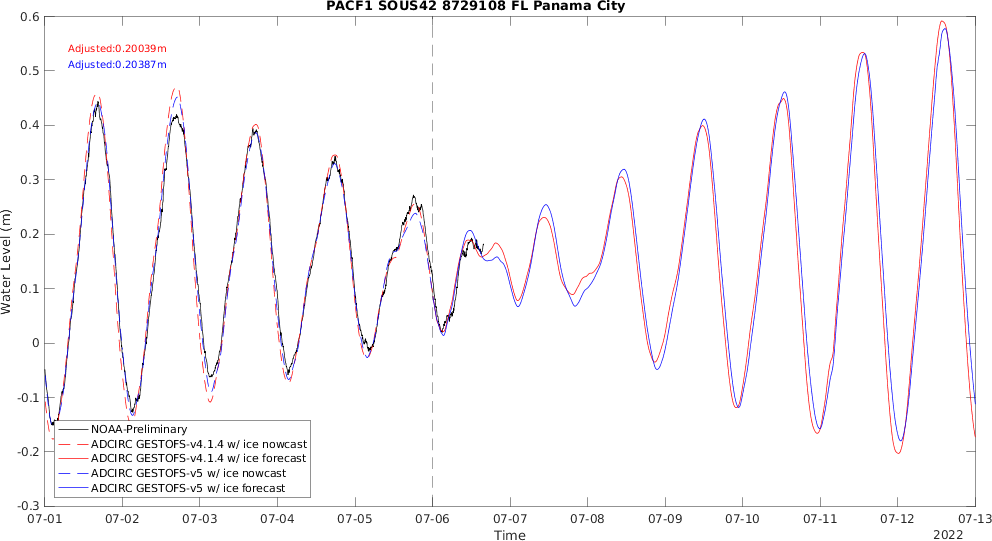 PACF1 SOUS42 8729108 FL Panama City
Adjusted:0.20039m
Adjusted:0.20387m
Water Level (m)
0.6
0.5
0.4
0.3
0.2
0.1
0
-0.1
-0.2
-0.3
NOAA-Preliminary
ADCIRC GESTOFS-v4.1.4 w/ ice nowcast
ADCIRC GESTOFS-v4.1.4 w/ ice forecast
ADCIRC GESTOFS-v5 w/ ice nowcast
ADCIRC GESTOFS-v5 w/ ice forecast
07-01 07-02 07-03 07-04 07-05 07-06 07-07 07-08 07-09 07-10 07-11 07-12 07-13
Time
2022